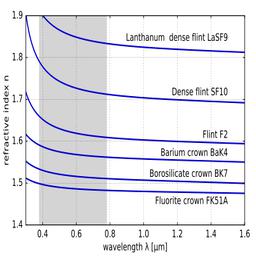 1.9
Lanthanum dense flint LaSF9
1.8
Dense flint SF10
1.7
Flint F2
1.6
Barium crown BaK4
Borosilicate crown BK7
1.5
Fluorite crown FK51A
1.4
0.4 0.6 0.8 1.0 1.2 1.4 1.6
wavelength λ [μm]
refractive index n